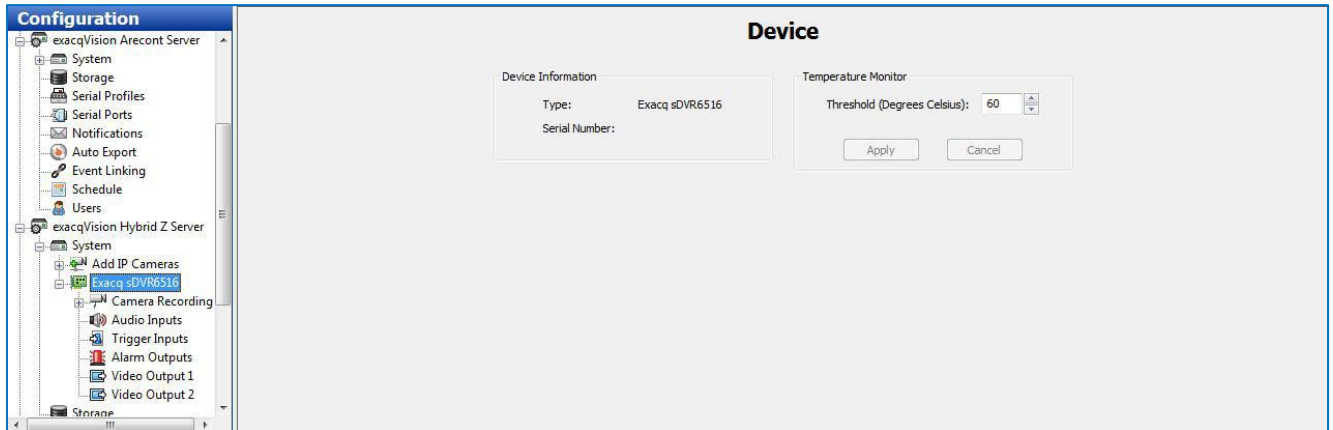 Configuration
exacqVision Arecont Server
System
Storage
Serial Profiles
Serial Ports
Notifications
Auto Export
Event Linking
Schedule
Users
exacqVision Hybrid Z Server
System
Add IP Cameras
Exacq sDVR6516
Camera Recording
Audio Inputs
Trigger Inputs
Alarm Outputs
Video Output 1
Video Output 2
Storage
Device
Device Information
Type: Exacq sDVR6516
Serial Number:
Temperature Monitor
Threshold (Degrees Celsius): 60
Apply Cancel